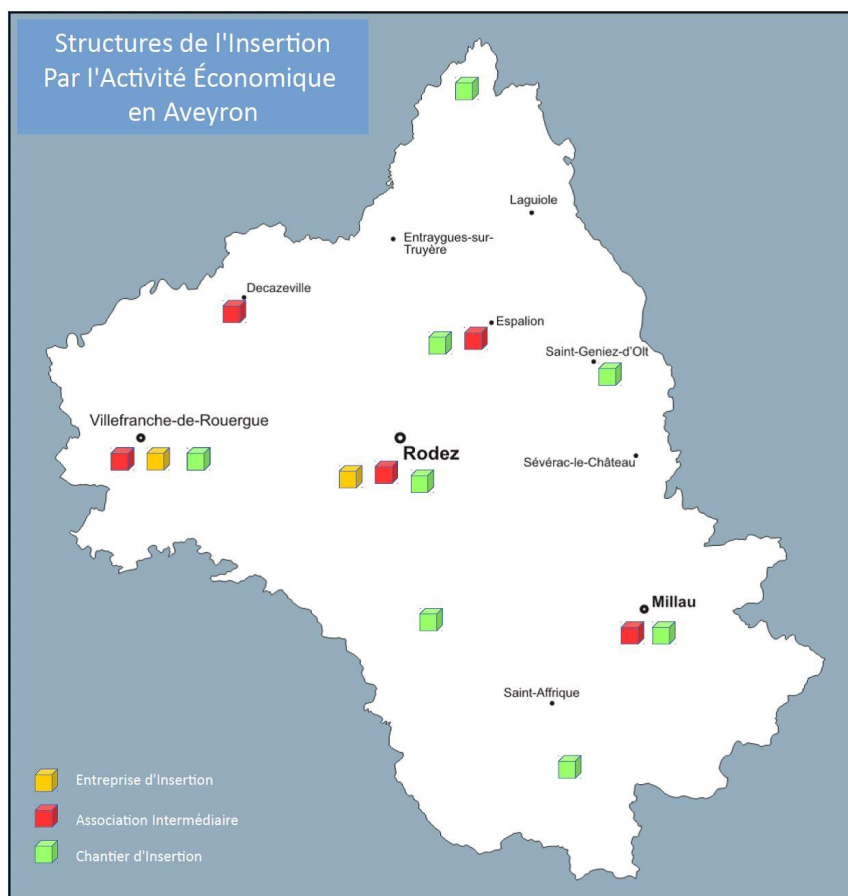 Structures de l'Insertion
Par l'Activité Économique
en Aveyron
Laguiole
Entraygues-sur-
Truyère
Decazeville
Espalion
Saint-Geniez-d'Olt
Villefranche-de-Rouergue
Rodez
Sévérac-le-Château
Millau
Saint-Affrique
Entreprise d'Insertion
Association Intermédiaire
Chantier d'Insertion